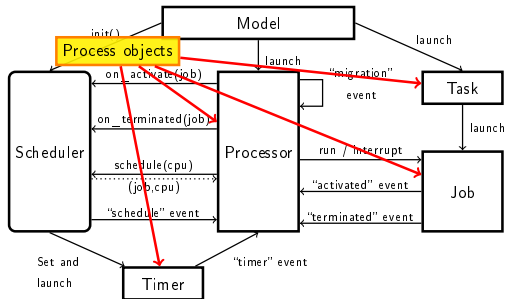 Model
init()
Process objects
launch
launch
on_activate(job)
"migration"
event
Task
on_terminated(job)
launch
Scheduler
Processor
run / interrupt
schedule(cpu)
(job,cpu)
"activated" event
Job
"schedule" event
"terminated" event
Set and
launch
"timer" event
Timer